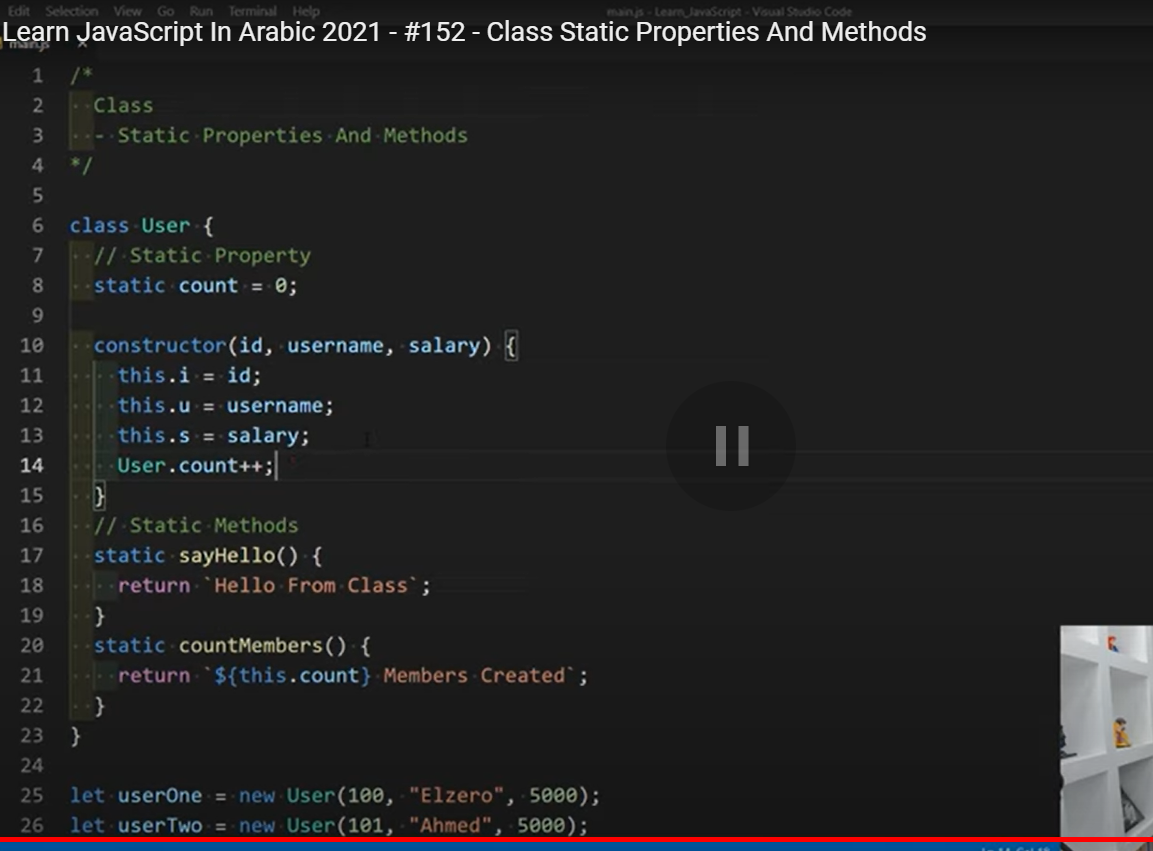 Edit Selection View Go Run Terminal Help main.js - Learn_JavaScript - Visual Studio Code
Learn JavaScript In Arabic 2021 - #152 - Class Static Properties And Methods
main.js
1 /*
2 Class
3 - Static Properties And Methods
4 */
5
6 class User {
7 // Static Property
8 static count = 0;
9
10 constructor(id, username, salary) {
11 this.i = id;
12 this.u = username;
13 this.s = salary;
14 User.count++;
15 }
16 // Static Methods
17 static sayHello() {
18 return `Hello From Class`;
19 }
20 static countMembers() {
21 return `${this.count} Members Created`;
22 }
23 }
24
25 let userOne = new User(100, "Elzero", 5000);
26 let userTwo = new User(101, "Ahmed", 5000);